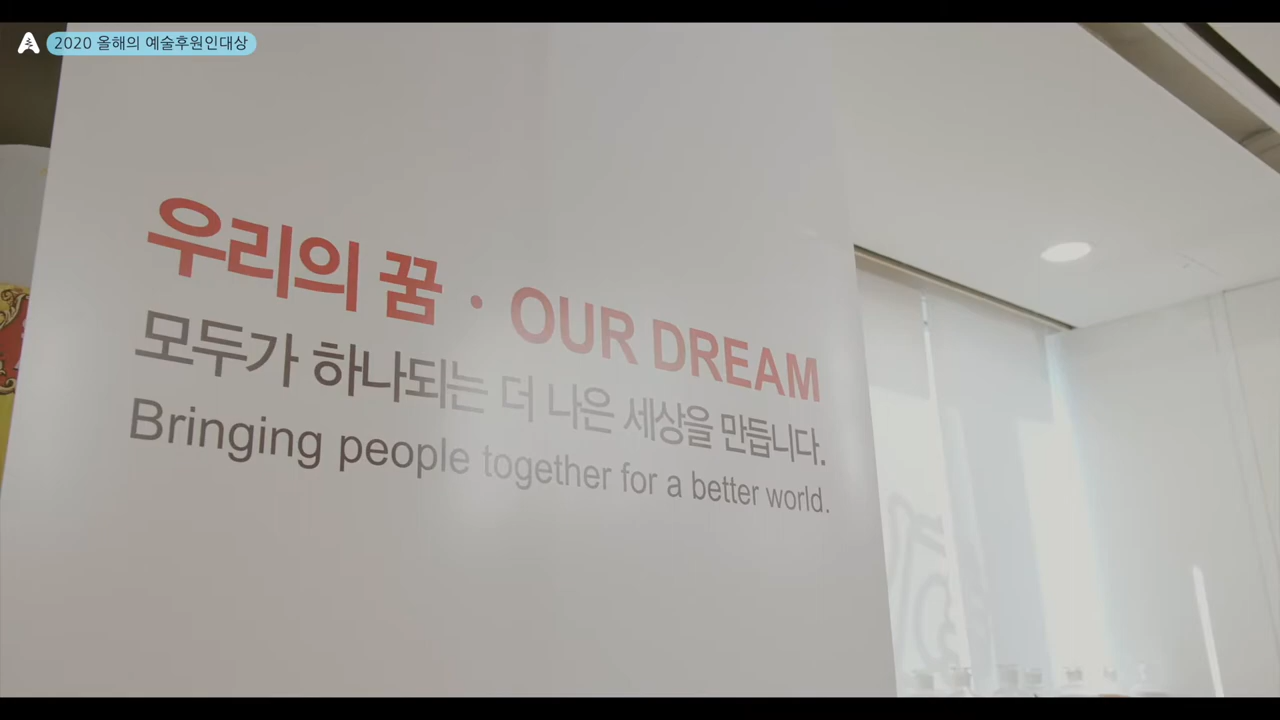 2020 올해의 예술후원인대상
우리의 꿈 · OUR DREAM
모두가 하나되는 더 나은 세상을 만듭니다.
Bringing people together for a better world.